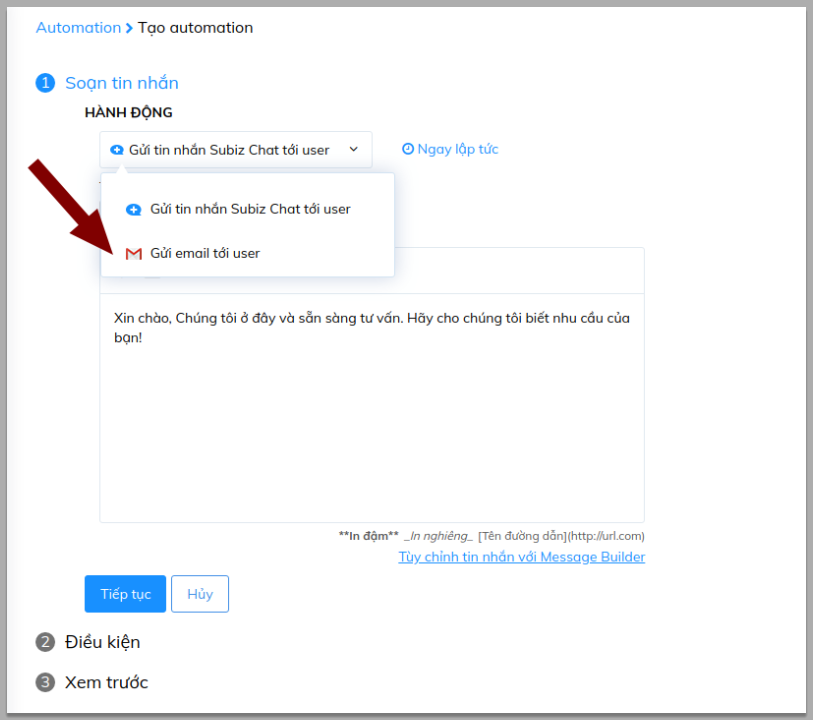 Automation > Tạo automation
1 Soạn tin nhắn
HÀNH ĐỘNG
Gửi tin nhắn Subiz Chat tới user
Ngay lập tức
Gửi tin nhắn Subiz Chat tới user
Gửi email tới user
Xin chào, Chúng tôi ở đây và sẵn sàng tư vấn. Hãy cho chúng tôi biết nhu cầu của
bạn!
**In đậm** _In nghiêng_ [Tên đường dẫn](http://url.com)
Tùy chỉnh tin nhắn với Message Builder
Tiếp tục
Hủy
2 Điều kiện
3 Xem trước